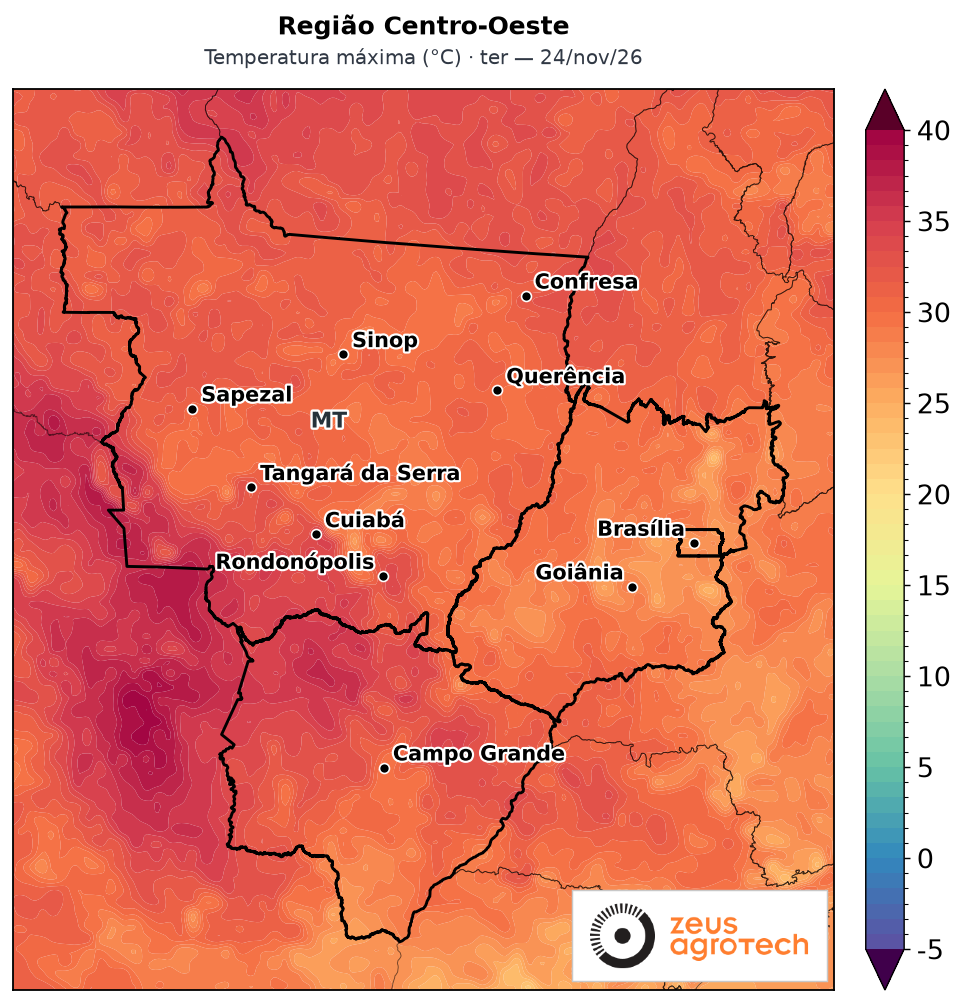 Região Centro-Oeste
Temperatura máxima (°C) · ter — 24/nov/26
40
35
30
25
20
15
10
5
0
-5
Confresa
Sinop
Querência
Sapezal
MT
Tangará da Serra
Cuiabá
Brasília
Rondonópolis
Goiânia
Campo Grande
zeus
agrotech